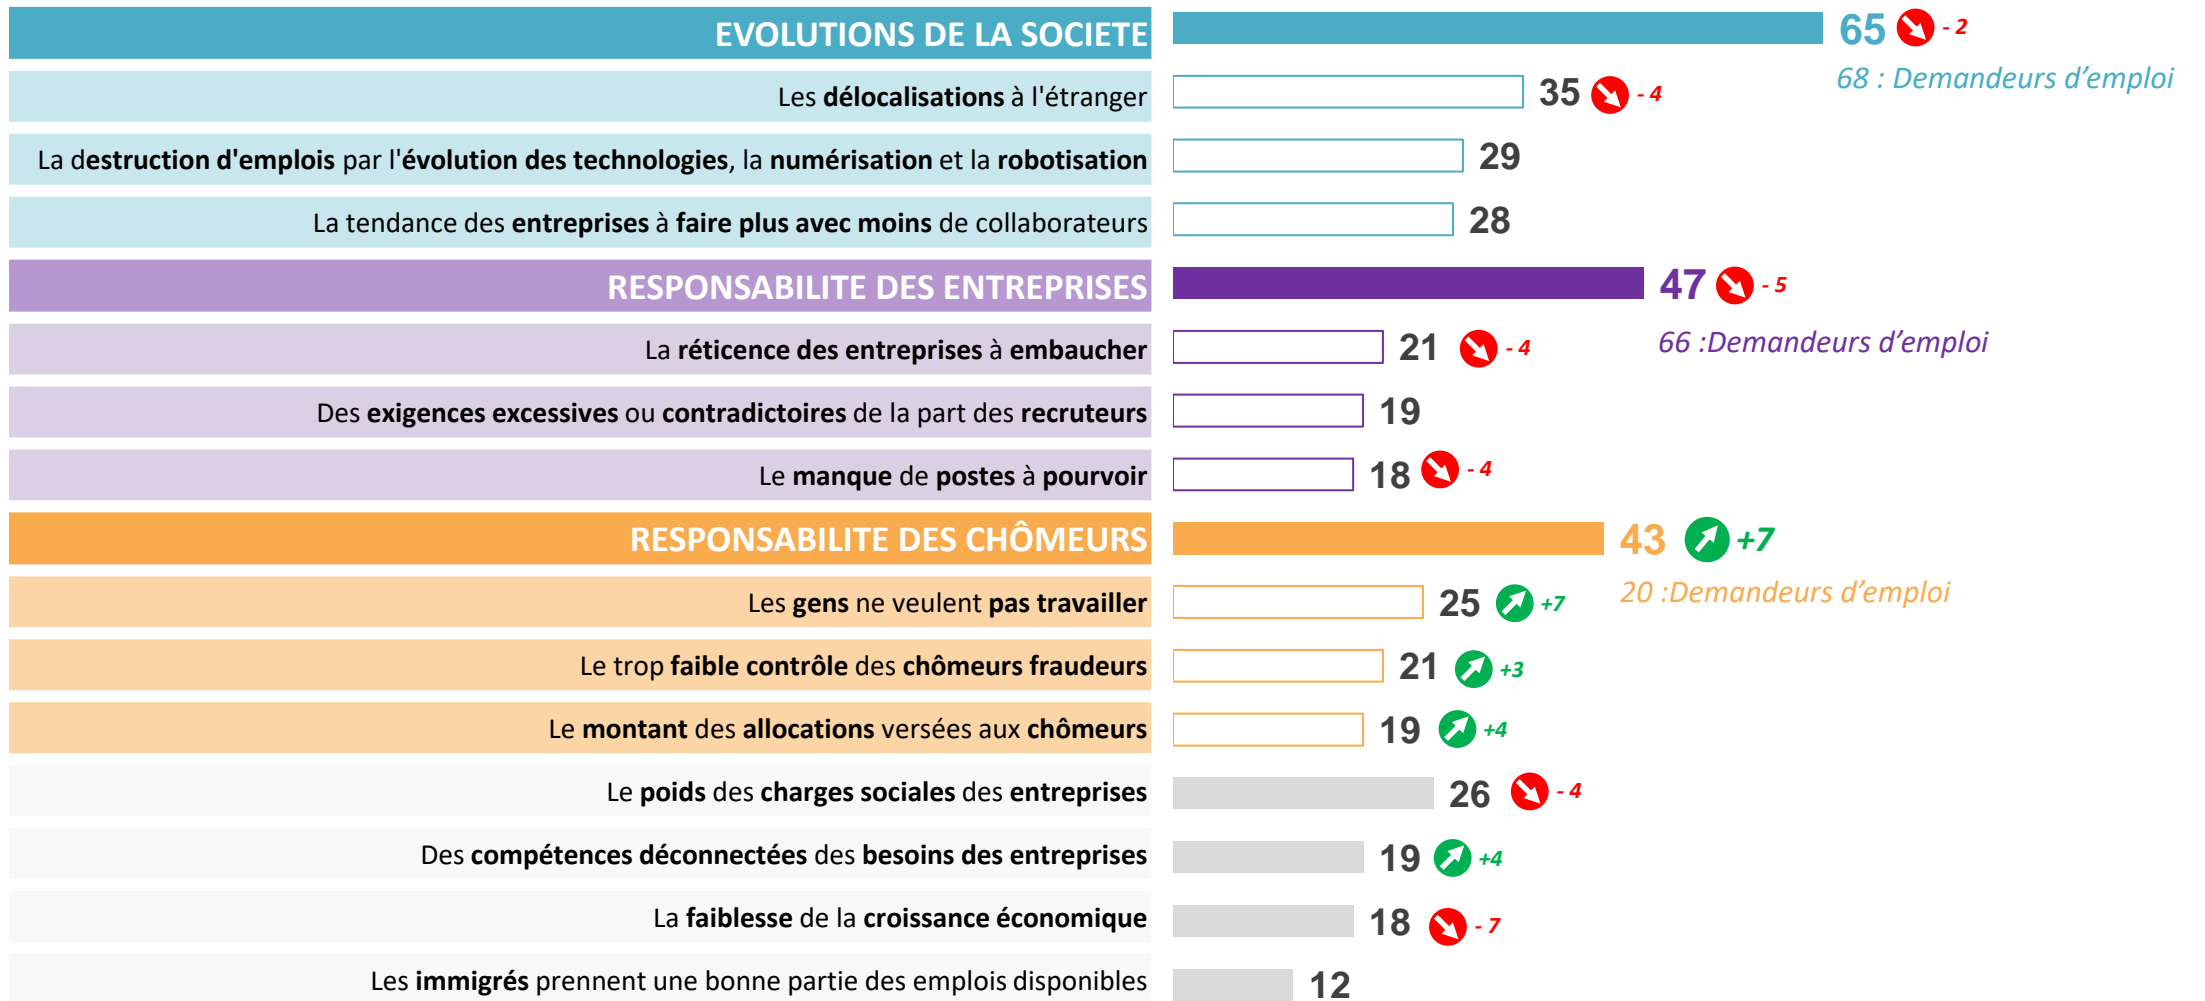 EVOLUTIONS DE LA SOCIETE 65 - 2
68 : Demandeurs d'emploi
Les délocalisations à l'étranger 35 - 4
La destruction d'emplois par l'évolution des technologies, la numérisation et la robotisation 29
La tendance des entreprises à faire plus avec moins de collaborateurs 28
RESPONSABILITE DES ENTREPRISES 47 - 5
66 :Demandeurs d'emploi
La réticence des entreprises à embaucher 21 - 4
Des exigences excessives ou contradictoires de la part des recruteurs 19
Le manque de postes à pourvoir 18 - 4
RESPONSABILITE DES CHÔMEURS 43 +7
20 :Demandeurs d'emploi
Les gens ne veulent pas travailler 25 +7
Le trop faible contrôle des chômeurs fraudeurs 21 +3
Le montant des allocations versées aux chômeurs 19 +4
Le poids des charges sociales des entreprises 26 - 4
Des compétences déconnectées des besoins des entreprises 19 +4
La faiblesse de la croissance économique 18 - 7
Les immigrés prennent une bonne partie des emplois disponibles 12